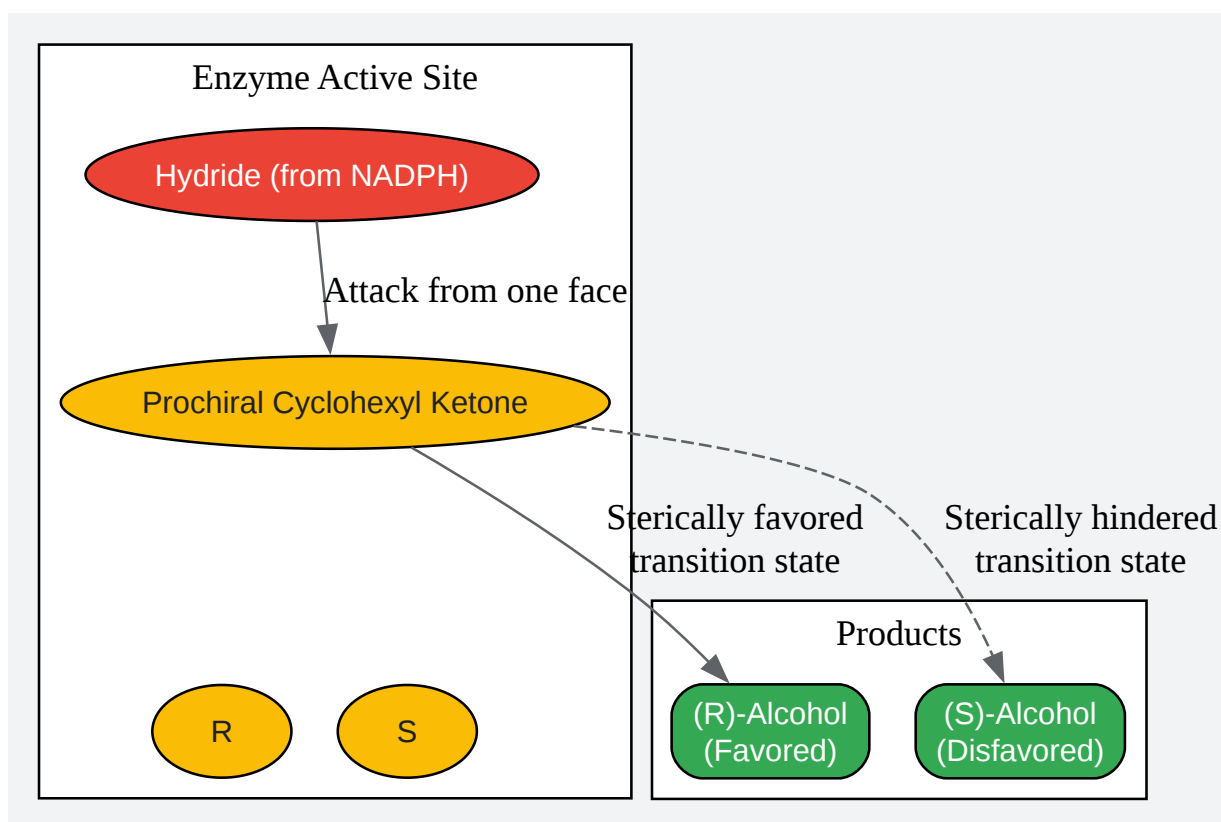 Enzyme Active Site
Hydride (from NADPH)
Attack from one face
Prochiral Cyclohexyl Ketone
Sterically favored
transition state
Sterically hindered
transition state
R
S
Products
(R)-Alcohol
(Favored)
(S)-Alcohol
(Disfavored)